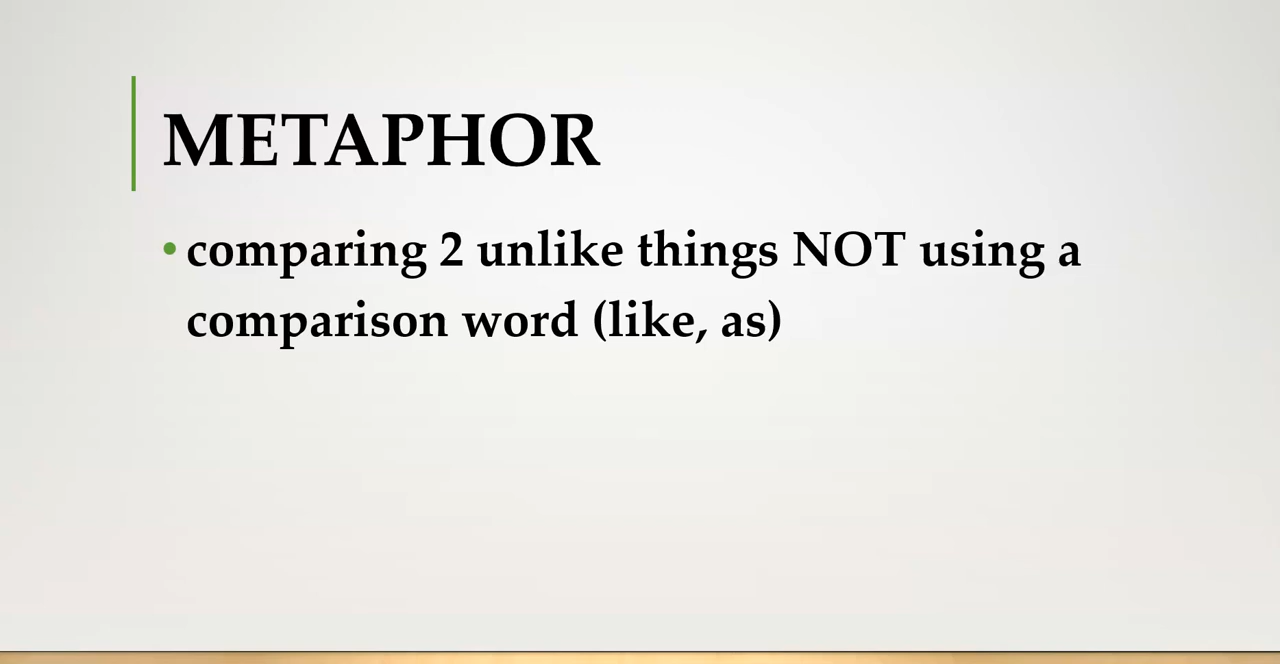 METAPHOR
• comparing 2 unlike things NOT using a
comparison word (like, as)